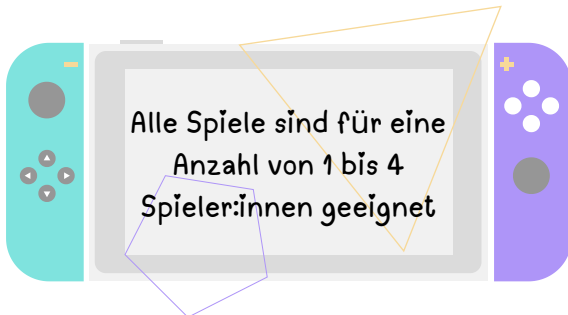 Alle Spiele sind für eine
Anzahl von 1 bis 4
Spieler:innen geeignet